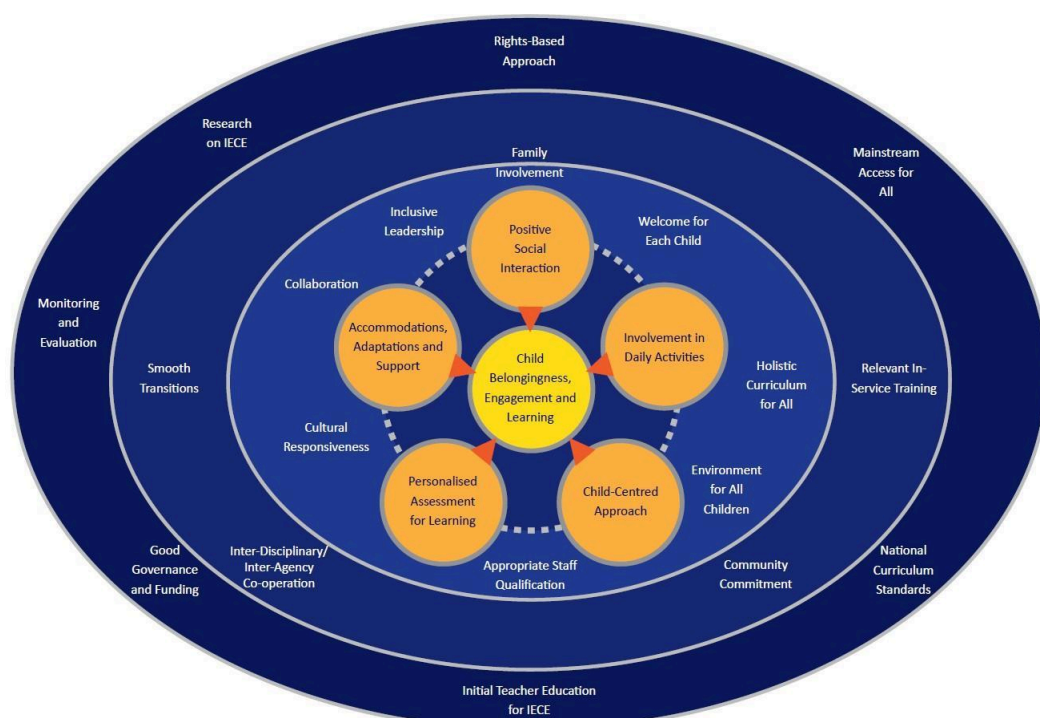 Rights-Based
Approach
Research
on IECE
Mainstream
Access for
All
Family
Involvement
Inclusive
Leadership
Welcome for
Each Child
Positive
Social
Interaction
Collaboration
Monitoring
and
Evaluation
Accommodations,
Adaptations and
Support
Involvement in
Daily Activities
Child
Belongingness,
Engagement and
Learning
Smooth
Transitions
Holistic
Curriculum
for All
Relevant In-
Service Training
Cultural
Responsiveness
Personalised
Assessment
for Learning
Child-Centred
Approach
Environment
for All
Children
Good
Governance
and Funding
Inter-Disciplinary/
Inter-Agency
Co-operation
Appropriate Staff
Qualification
Community
Commitment
National
Curriculum
Standards
Initial Teacher Education
for IECE